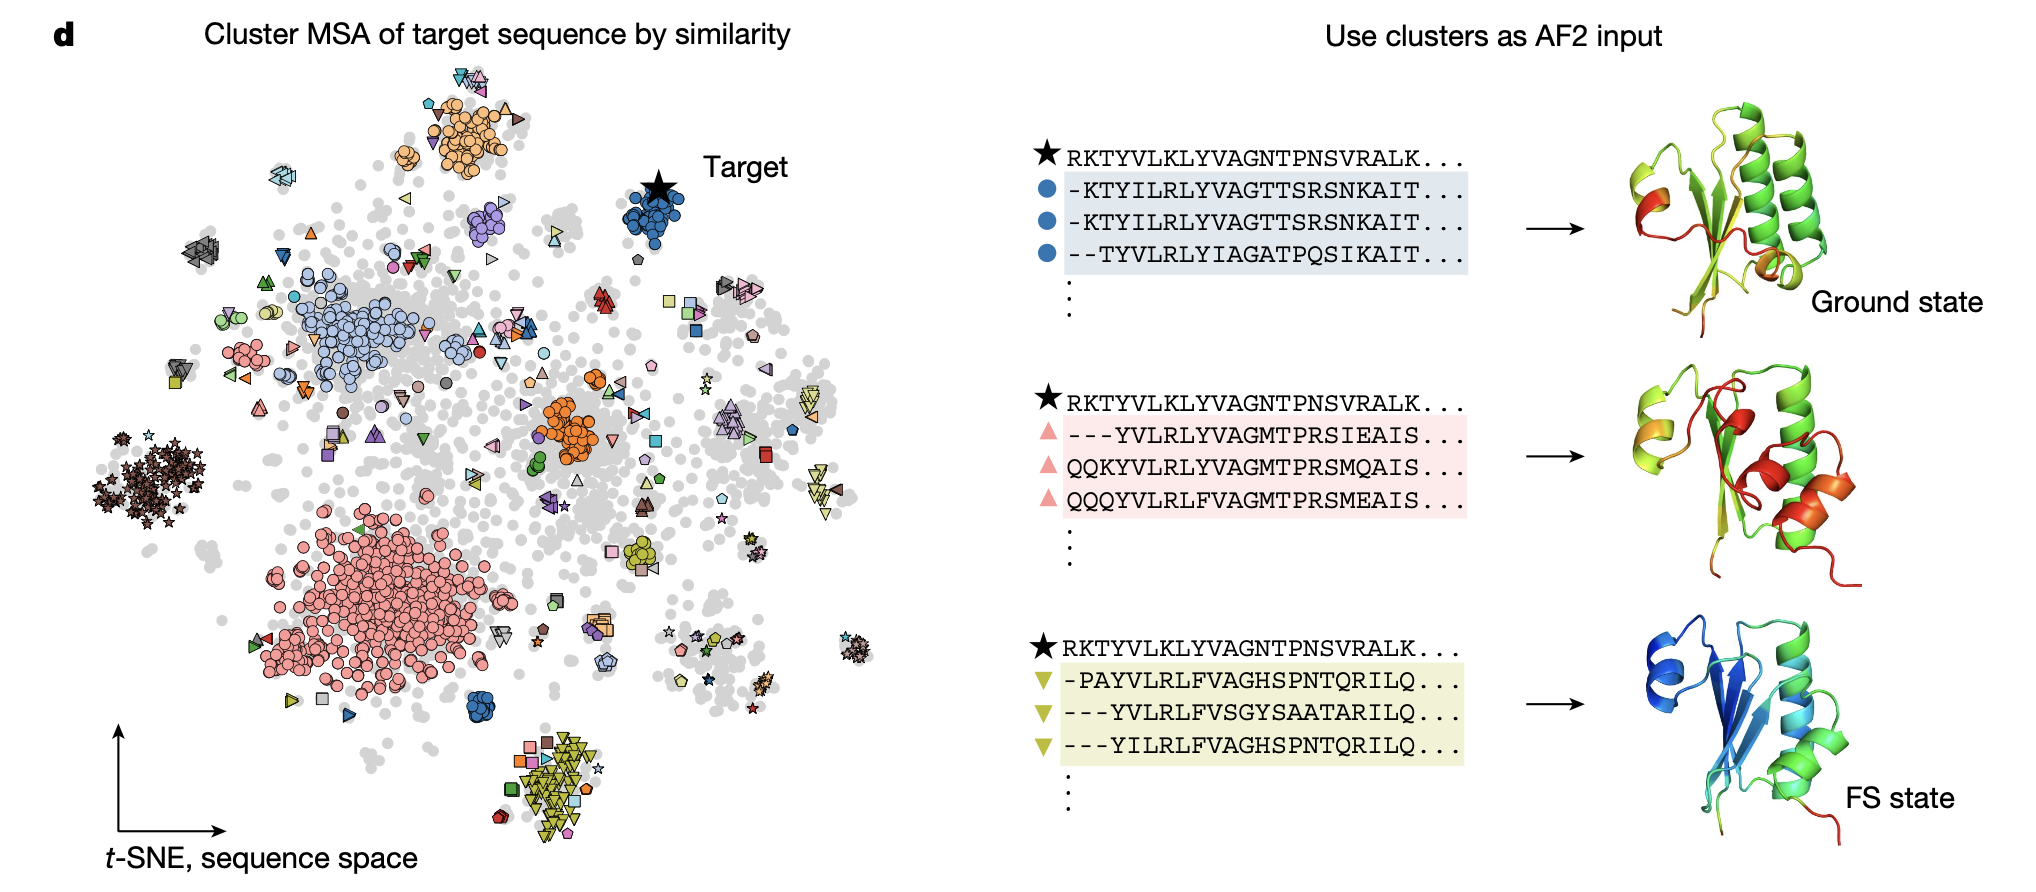 d
Cluster MSA of target sequence by similarity
Use clusters as AF2 input
Target
RKTYVLKLYVAGNTPNSVRALK...
-KTYILRLYVAGTTSRSNKAIT...
-KTYILRLYVAGTTSRSNKAIT...
--TYVLRLYIAGATPQSIKAIT...
Ground state
RKTYVLKLYVAGNTPNSVRALK...
---YVLRLYVAGMTPRSIEAIS...
QQKYVLRLYVAGMTPRSMQAIS...
QQQYVLRLFVAGMTPRSMEAIS...
RKTYVLKLYVAGNTPNSVRALK...
-PAYVLRLFVAGHSPNTQRILQ...
---YVLRLFVSGYSAATARILQ...
---YILRLFVAGHSPNTQRILQ...
FS state
t-SNE, sequence space